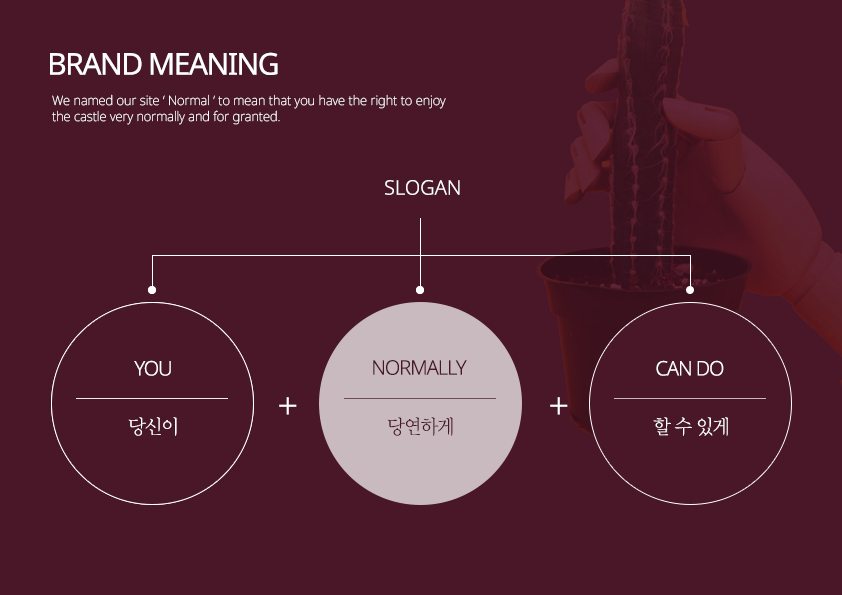 BRAND MEANING
We named our site ‘ Normal ’ to mean that you have the right to enjoy
the castle very normally and for granted.
SLOGAN
YOU
당신이
+
NORMALLY
당연하게
+
CAN DO
할 수 있게